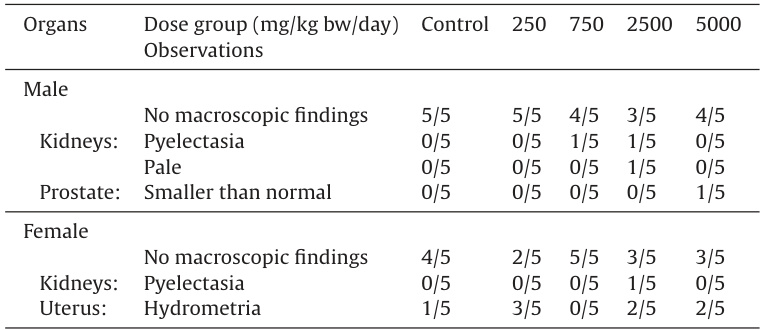 Organs Dose group (mg/kg bw/day) Control 250 750 2500 5000
Observations
Male
No macroscopic findings 5/5 5/5 4/5 3/5 4/5
Kidneys: Pyelectasia 0/5 0/5 1/5 1/5 0/5
Pale 0/5 0/5 0/5 1/5 0/5
Prostate: Smaller than normal 0/5 0/5 0/5 0/5 1/5
Female
No macroscopic findings 4/5 2/5 5/5 3/5 3/5
Kidneys: Pyelectasia 0/5 0/5 0/5 1/5 0/5
Uterus: Hydrometria 1/5 3/5 0/5 2/5 2/5